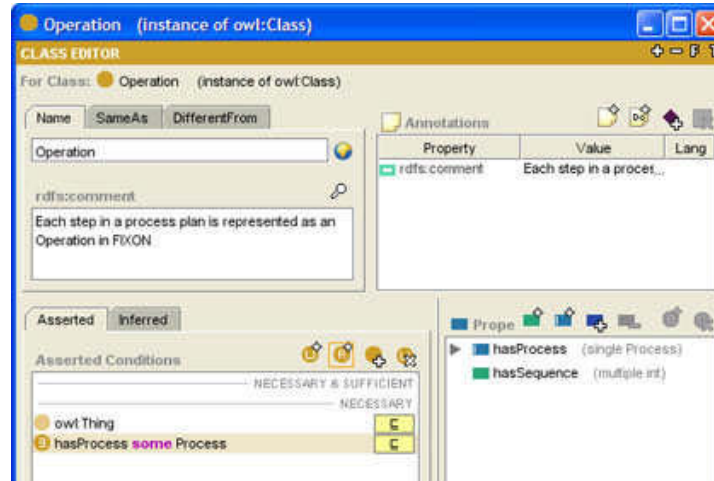 Operation (instance of owl:Class)
CLASS EDITOR
For Class: Operation (instance of owl:Class)
Name SameAs DifferentFrom
Annotations
Operation
Property Value Lang
rdfs:comment Each step in a proces...
rdfs:comment
Each step in a process plan is represented as an
Operation in FIXON
Asserted Inferred
Prope
Asserted Conditions
hasProcess (single Process)
NECESSARY & SUFFICIENT
hasSequence (multiple int)
NECESSARY
owl:Thing
hasProcess some Process